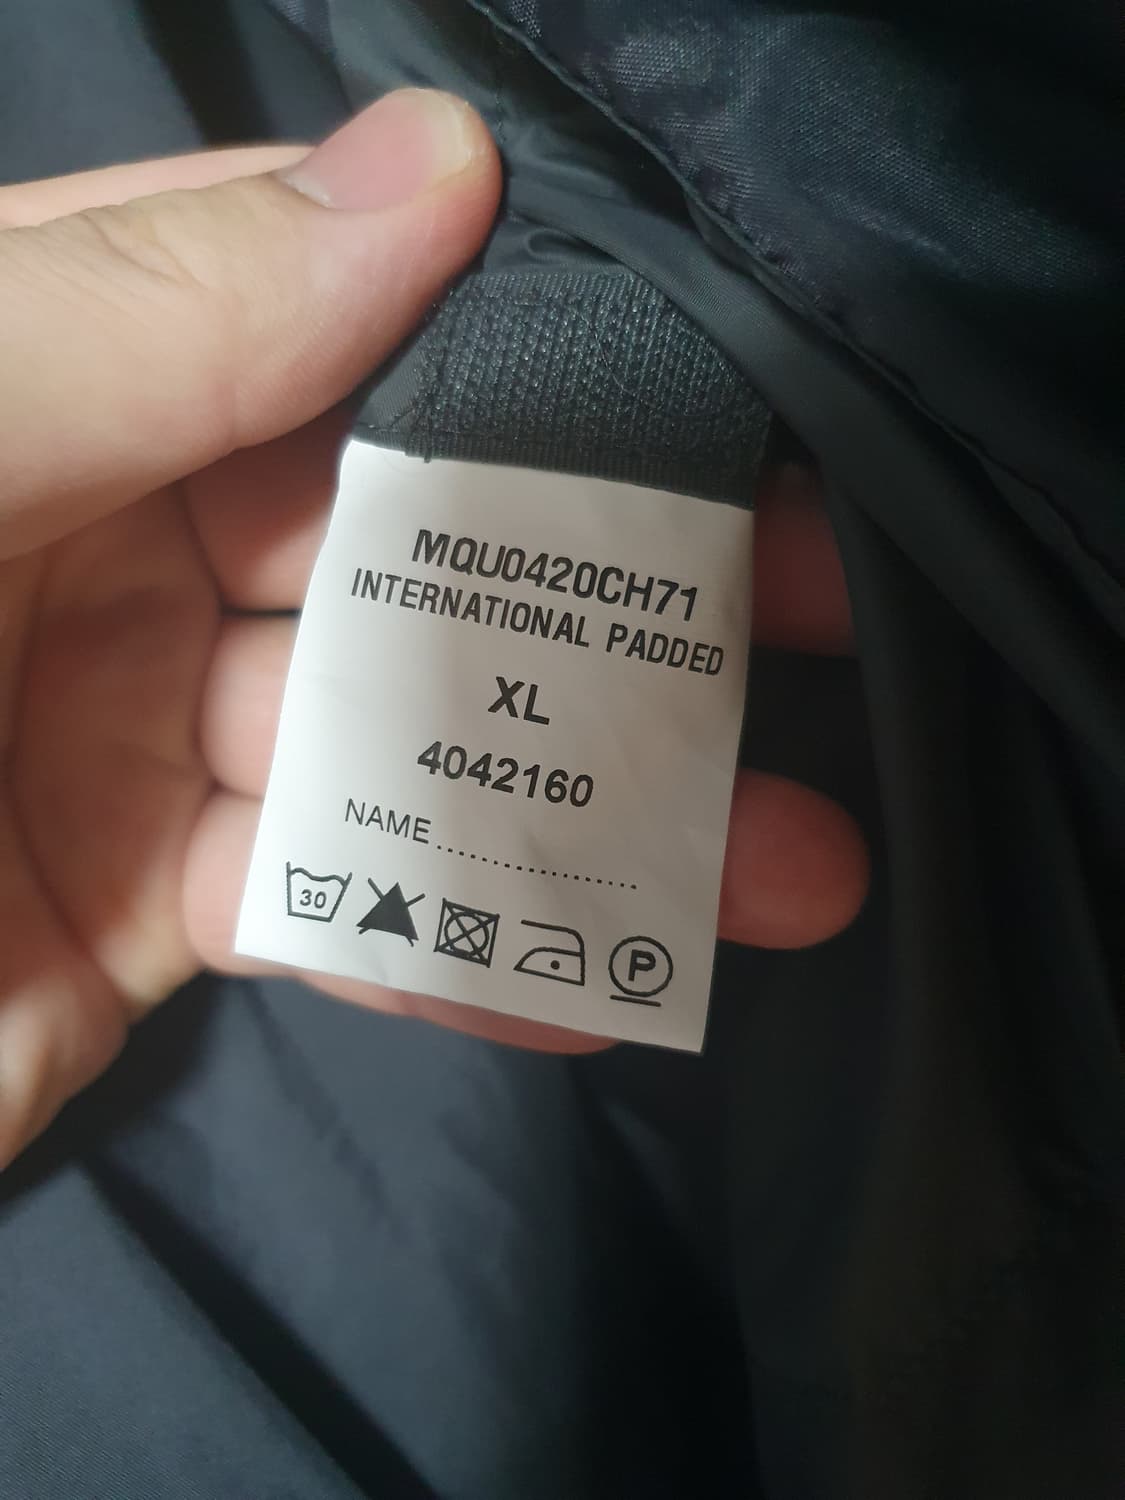 MQU0420CH71
INTERNATIONAL PADDED
XL
4042160
NAME..................
30
P